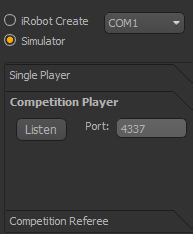 iRobot Create COM1
Simulator
Single Player
Competition Player
Listen Port: 4337
Competition Referee